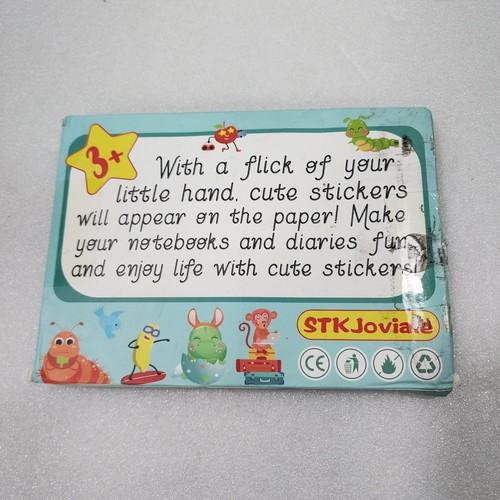 3+
With a flick of your
little hand, cute stickers
will appear on the paper! Make
your notebooks and diaries fun
and enjoy life with cute stickers!
STKJoviale
CE